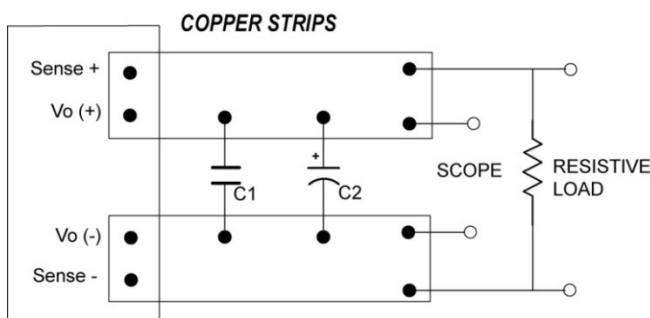 COPPER STRIPS
Sense +
Vo (+)
+
C1
C2
SCOPE
RESISTIVE
LOAD
Vo (-)
Sense -